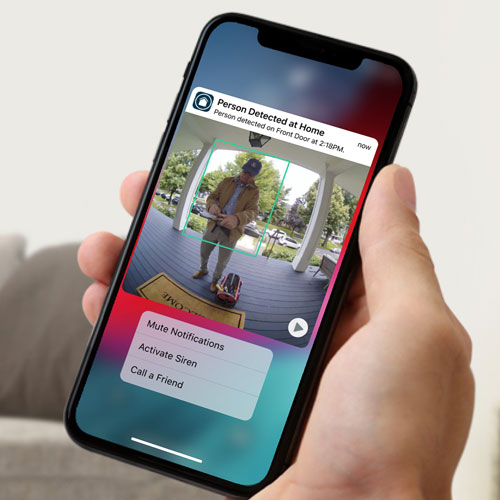 Person Detected at Home
now
Person detected on Front Door at 2:18PM.
COME
Mute Notifications
Activate Siren
Call a Friend